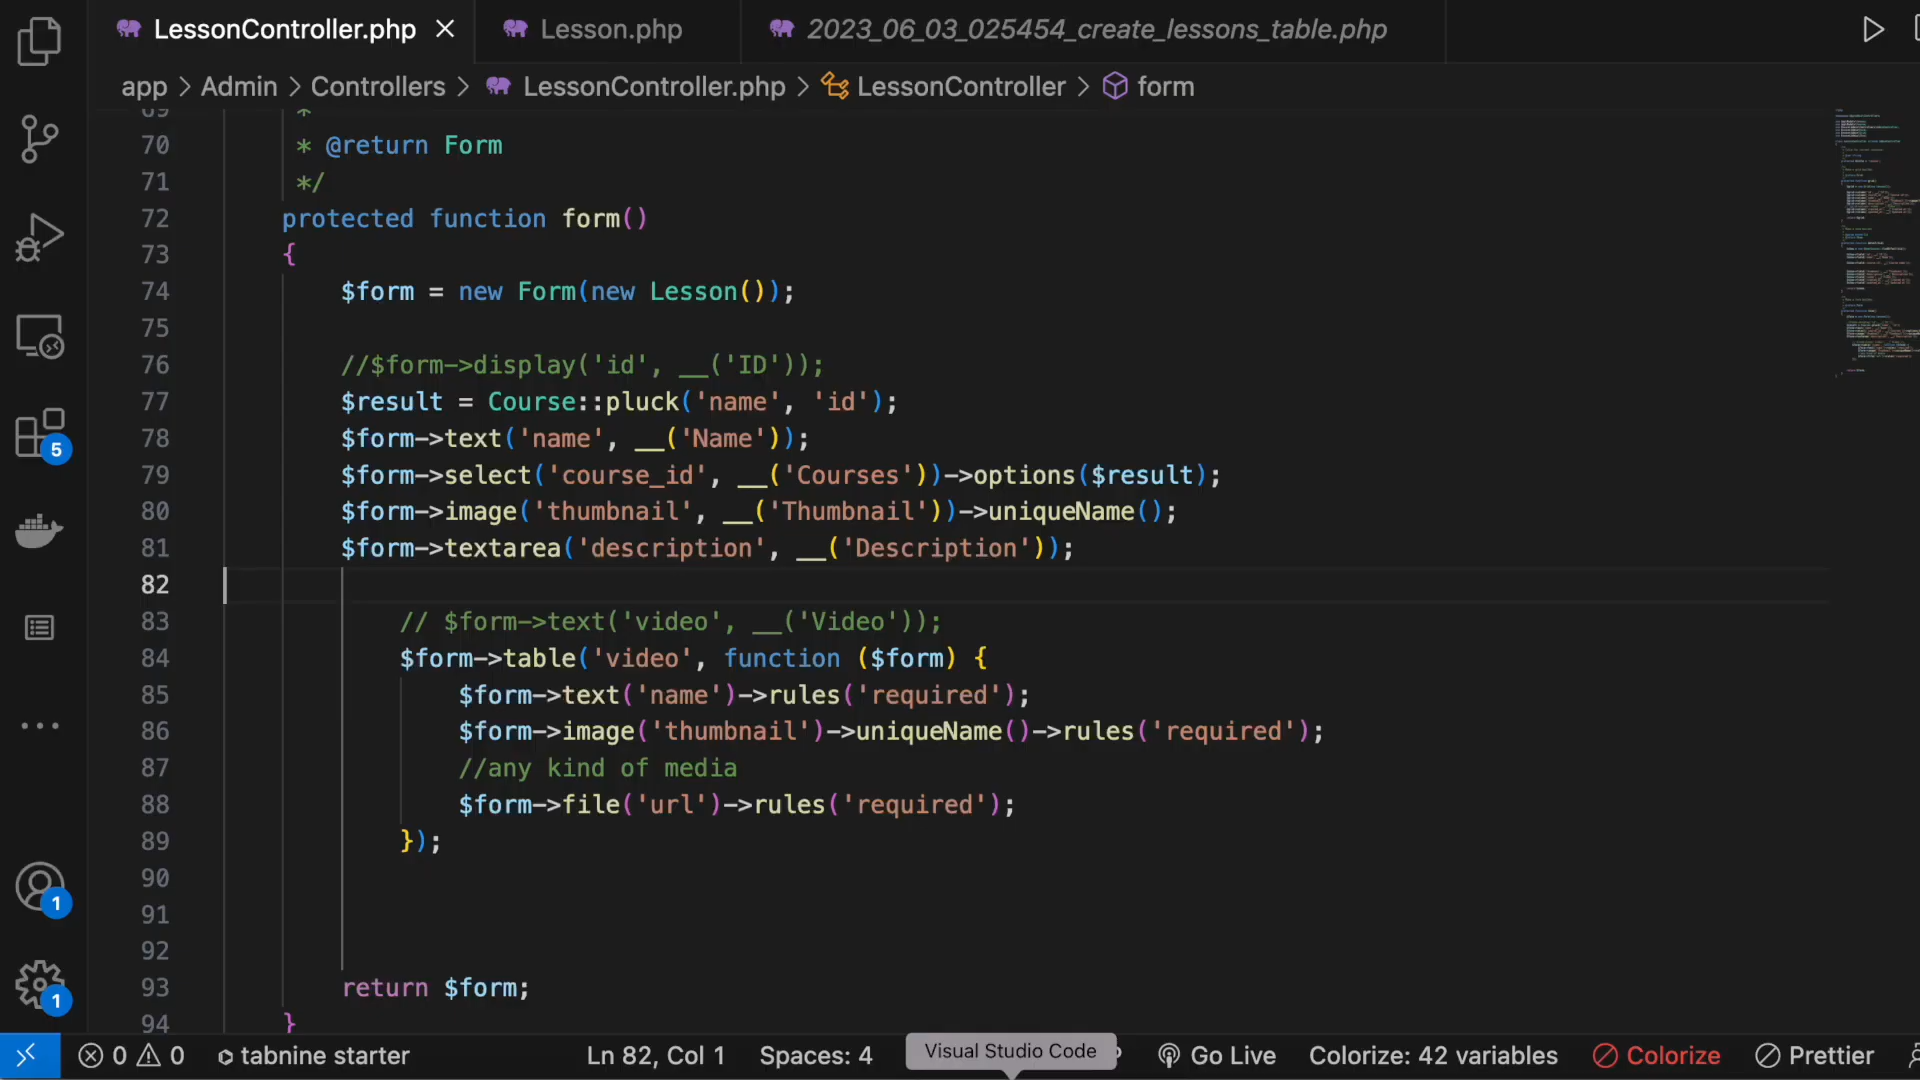 LessonController.php
Lesson.php
2023_06_03_025454_create_lessons_table.php
app > Admin > Controllers > LessonController.php > LessonController > form
69 *
70 * @return Form
71 */
72 protected function form()
73 {
74 $form = new Form(new Lesson());
75
76 //$form->display('id', __('ID'));
77 $result = Course::pluck('name', 'id');
78 $form->text('name', __('Name'));
79 $form->select('course_id', __('Courses'))->options($result);
80 $form->image('thumbnail', __('Thumbnail'))->uniqueName();
81 $form->textarea('description', __('Description'));
82
83 // $form->text('video', __('Video'));
84 $form->table('video', function ($form) {
85 $form->text('name')->rules('required');
86 $form->image('thumbnail')->uniqueName()->rules('required');
87 //any kind of media
88 $form->file('url')->rules('required');
89 });
90
91
92
93 return $form;
94 }
5
1
1
0 0 tabnine starter Ln 82, Col 1 Spaces: 4 Visual Studio Code Go Live Colorize: 42 variables Colorize Prettier